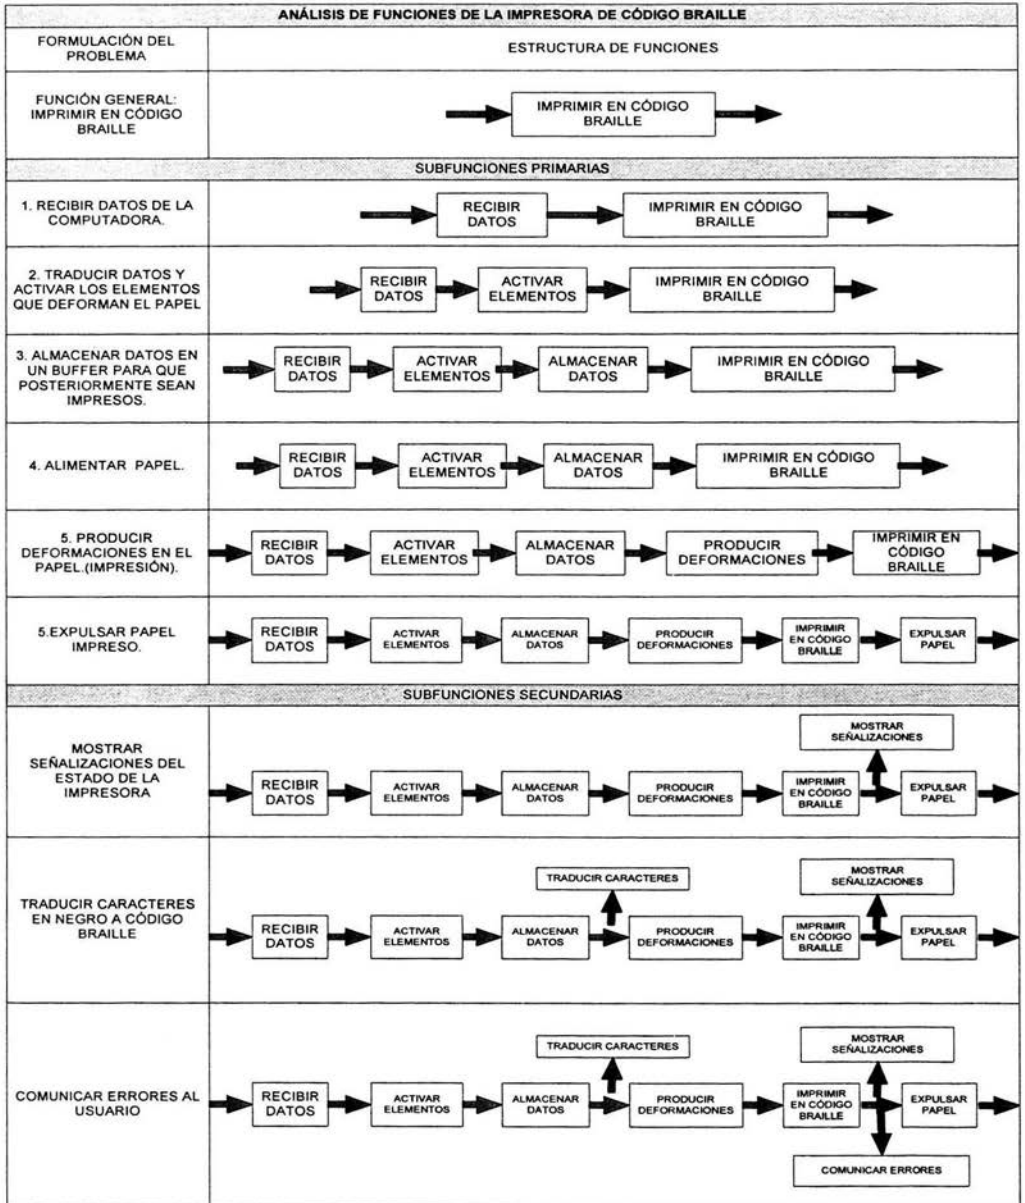 ANÁLISIS DE FUNCIONES DE LA IMPRESORA DE CÓDIGO BRAILLE
FORMULACIÓN DEL
PROBLEMA
ESTRUCTURA DE FUNCIONES
FUNCIÓN GENERAL:
IMPRIMIR EN CÓDIGO
BRAILLE
IMPRIMIR EN CÓDIGO
BRAILLE
SUBFUNCIONES PRIMARIAS
1. RECIBIR DATOS DE LA
COMPUTADORA.
RECIBIR
DATOS
IMPRIMIR EN CÓDIGO
BRAILLE
2. TRADUCIR DATOS Y
ACTIVAR LOS ELEMENTOS
QUE DEFORMAN EL PAPEL
RECIBIR
DATOS
ACTIVAR
ELEMENTOS
IMPRIMIR EN CÓDIGO
BRAILLE
3. ALMACENAR DATOS EN
UN BUFFER PARA QUE
POSTERIORMENTE SEAN
IMPRESOS.
RECIBIR
DATOS
ACTIVAR
ELEMENTOS
ALMACENAR
DATOS
IMPRIMIR EN CÓDIGO
BRAILLE
4. ALIMENTAR PAPEL.
RECIBIR
DATOS
ACTIVAR
ELEMENTOS
ALMACENAR
DATOS
IMPRIMIR EN CÓDIGO
BRAILLE
5. PRODUCIR
DEFORMACIONES EN EL
PAPEL.(IMPRESIÓN).
RECIBIR
DATOS
ACTIVAR
ELEMENTOS
ALMACENAR
DATOS
PRODUCIR
DEFORMACIONES
IMPRIMIR EN
CÓDIGO
BRAILLE
5.EXPULSAR PAPEL
IMPRESO.
RECIBIR
DATOS
ACTIVAR
ELEMENTOS
ALMACENAR
DATOS
PRODUCIR
DEFORMACIONES
IMPRIMIR
EN CÓDIGO
BRAILLE
EXPULSAR
PAPEL
SUBFUNCIONES SECUNDARIAS
MOSTRAR
SEÑALIZACIONES DEL
ESTADO DE LA
IMPRESORA
MOSTRAR
SEÑALIZACIONES
RECIBIR
DATOS
ACTIVAR
ELEMENTOS
ALMACENAR
DATOS
PRODUCIR
DEFORMACIONES
IMPRIMIR
EN CÓDIGO
BRAILLE
EXPULSAR
PAPEL
TRADUCIR CARACTERES
EN NEGRO A CÓDIGO
BRAILLE
TRADUCIR CARACTERES
MOSTRAR
SEÑALIZACIONES
RECIBIR
DATOS
ACTIVAR
ELEMENTOS
ALMACENAR
DATOS
PRODUCIR
DEFORMACIONES
IMPRIMIR
EN CÓDIGO
BRAILLE
EXPULSAR
PAPEL
COMUNICAR ERRORES AL
USUARIO
TRADUCIR CARACTERES
MOSTRAR
SEÑALIZACIONES
RECIBIR
DATOS
ACTIVAR
ELEMENTOS
ALMACENAR
DATOS
PRODUCIR
DEFORMACIONES
IMPRIMIR
EN CÓDIGO
BRAILLE
EXPULSAR
PAPEL
COMUNICAR ERRORES